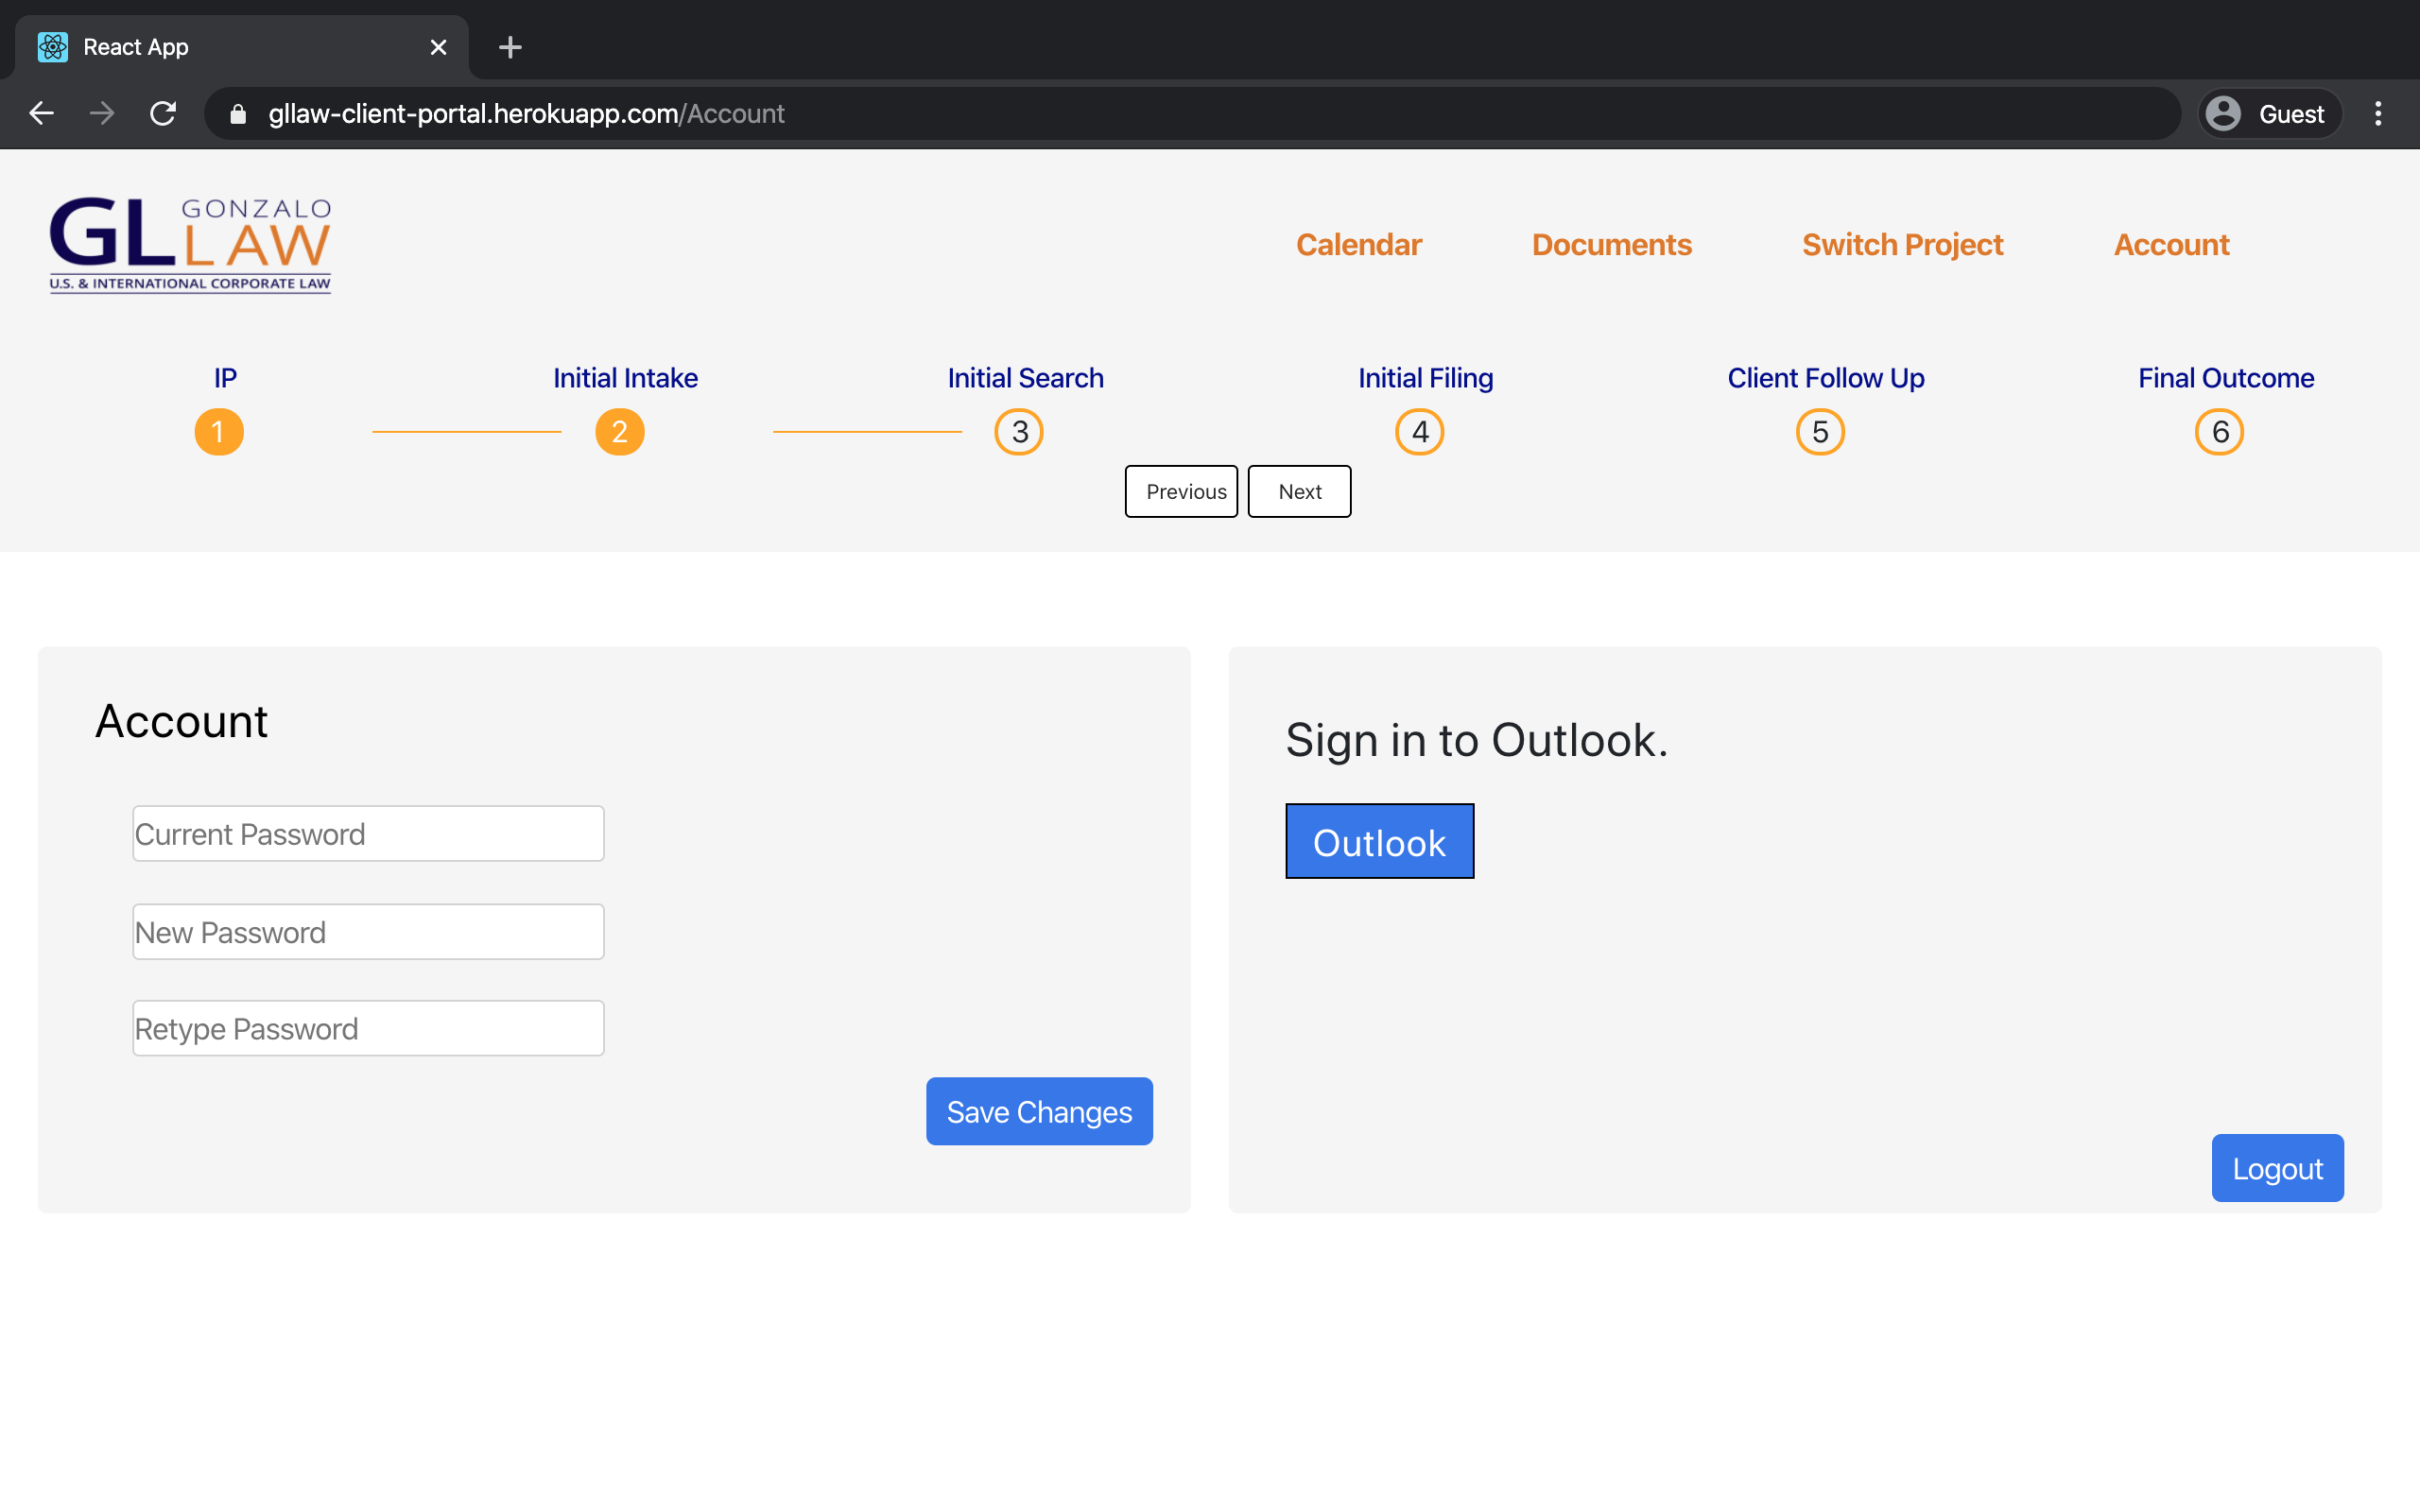 React App
gllaw-client-portal.herokuapp.com/Account
Guest
GL GONZALO LAW
U.S. & INTERNATIONAL CORPORATE LAW
Calendar Documents Switch Project Account
IP Initial Intake Initial Search Initial Filing Client Follow Up Final Outcome
1 2 3 4 5 6
Previous Next
Account
Current Password
New Password
Retype Password
Save Changes
Sign in to Outlook.
Outlook
Logout